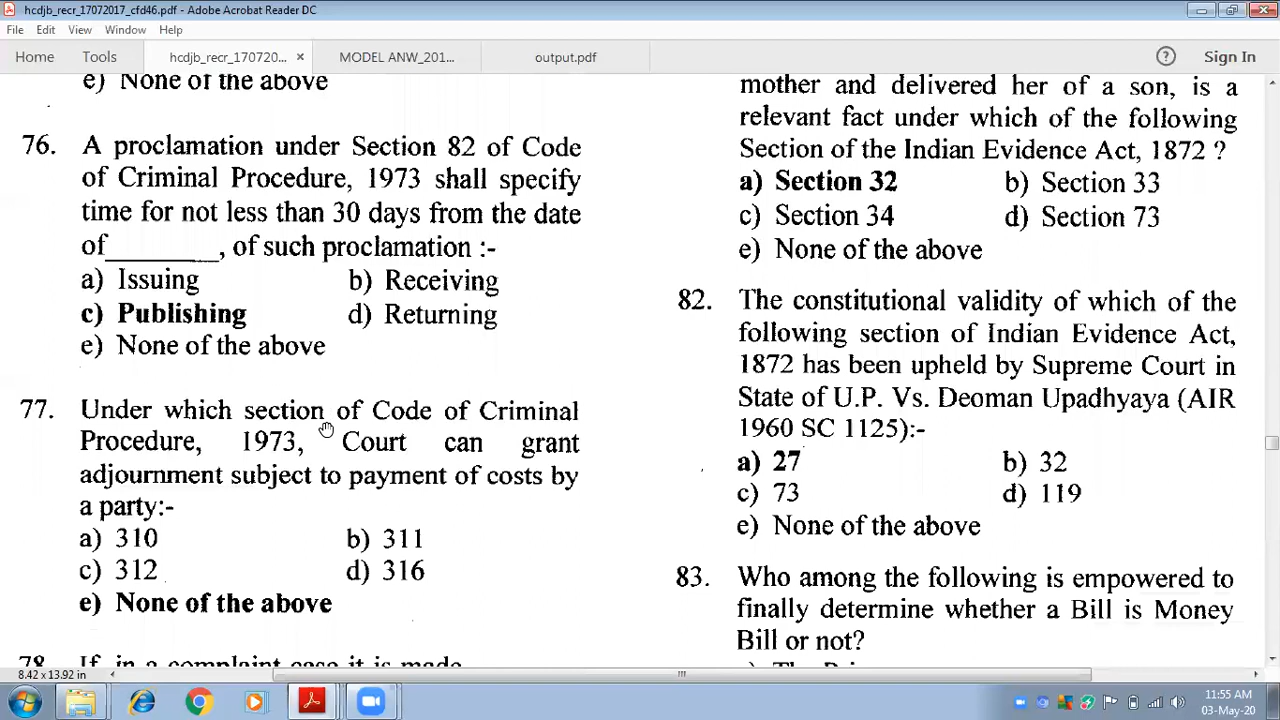 hcdjb_recr_17072017_cfd46.pdf - Adobe Acrobat Reader DC
File Edit View Window Help
Home Tools hcdjb_recr_170720... × MODEL ANW_201... output.pdf ? Sign In
e) None of the above
76. A proclamation under Section 82 of Code
of Criminal Procedure, 1973 shall specify
time for not less than 30 days from the date
of________, of such proclamation :-
a) Issuing b) Receiving
c) Publishing d) Returning
e) None of the above
77. Under which section of Code of Criminal
Procedure, 1973, Court can grant
adjournment subject to payment of costs by
a party:-
a) 310 b) 311
c) 312 d) 316
e) None of the above
78. If in a complaint case it is made
mother and delivered her of a son, is a
relevant fact under which of the following
Section of the Indian Evidence Act, 1872 ?
a) Section 32 b) Section 33
c) Section 34 d) Section 73
e) None of the above
82. The constitutional validity of which of the
following section of Indian Evidence Act,
1872 has been upheld by Supreme Court in
State of U.P. Vs. Deoman Upadhyaya (AIR
1960 SC 1125):-
a) 27 b) 32
c) 73 d) 119
e) None of the above
83. Who among the following is empowered to
finally determine whether a Bill is Money
Bill or not?
8.42 x 13.92 in
11:55 AM
03-May-20